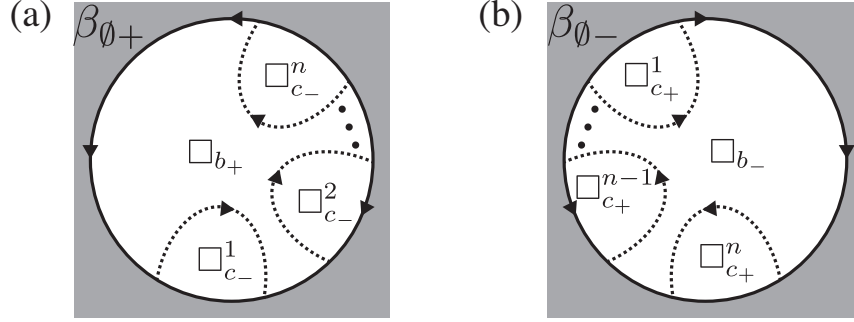 (a) β∅+ (b) β∅−
□ⁿc₋ □¹c₊
□b₊ □b₋
□²c₋ □ⁿ⁻¹c₊
□¹c₋ □ⁿc₊